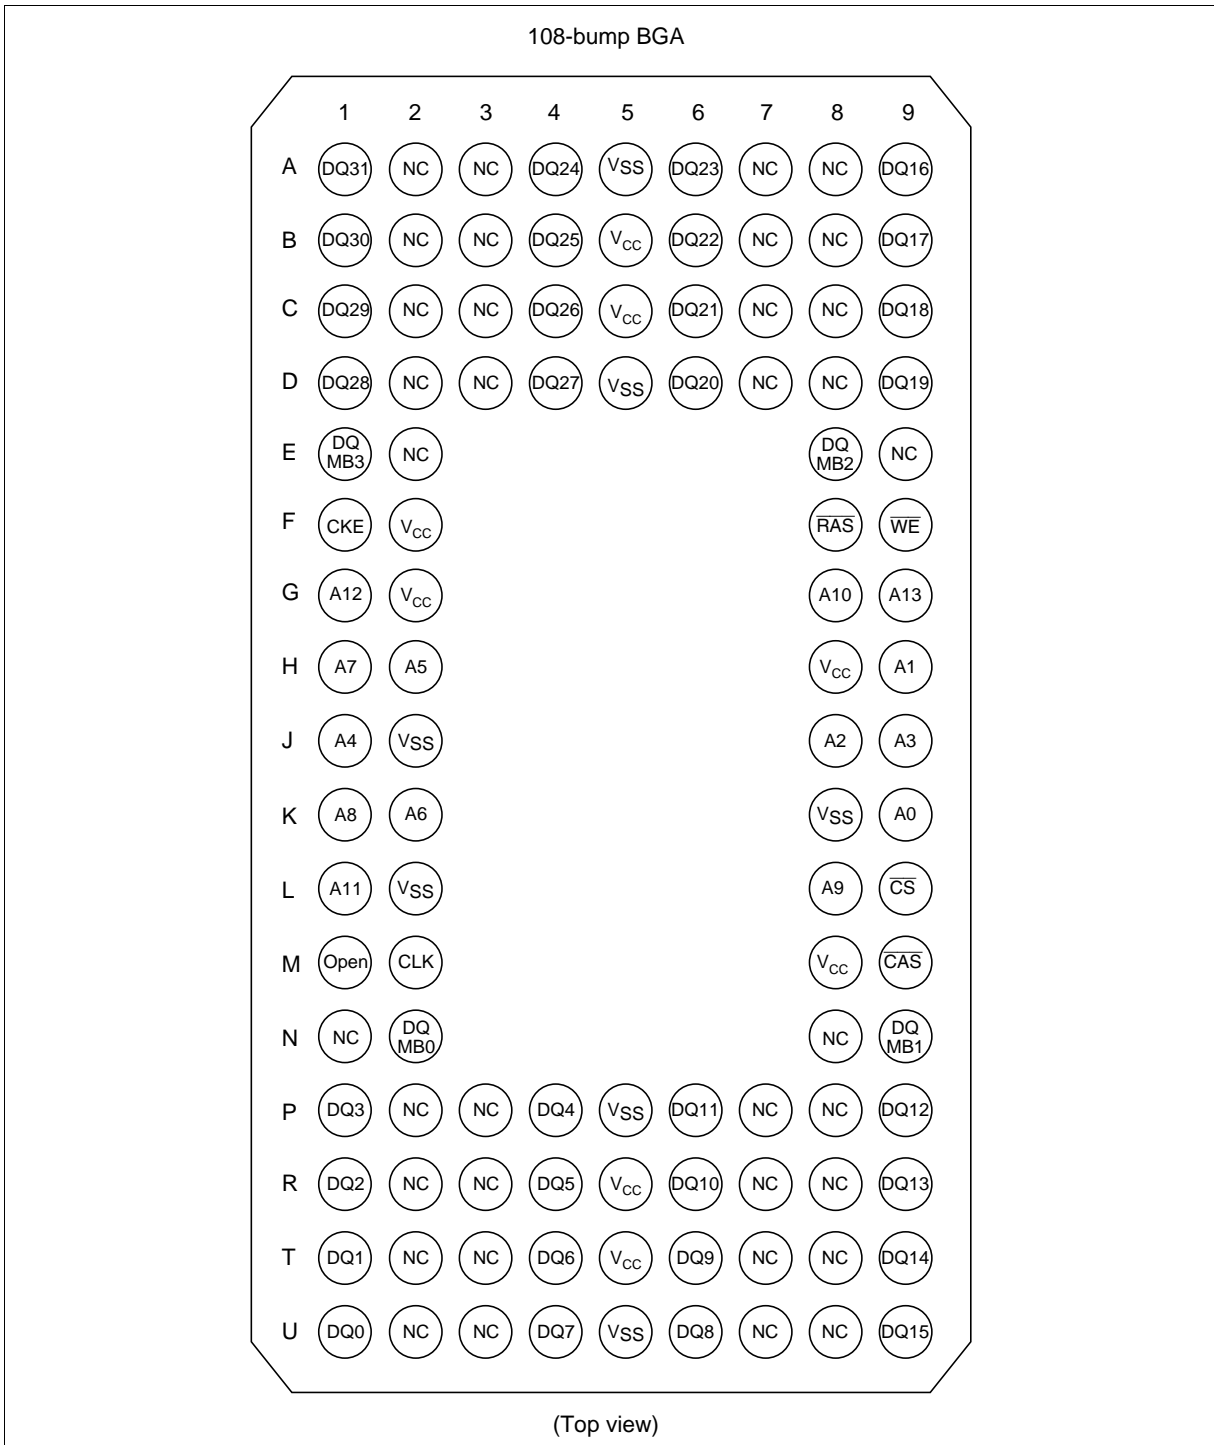 108-bump BGA
1 2 3 4 5 6 7 8 9
A DQ31 NC NC DQ24 VSS DQ23 NC NC DQ16
B DQ30 NC NC DQ25 VCC DQ22 NC NC DQ17
C DQ29 NC NC DQ26 VCC DQ21 NC NC DQ18
D DQ28 NC NC DQ27 VSS DQ20 NC NC DQ19
E DQ MB3 NC DQ MB2 NC
F CKE VCC R̅A̅S̅ W̅E̅
G A12 VCC A10 A13
H A7 A5 VCC A1
J A4 VSS A2 A3
K A8 A6 VSS A0
L A11 VSS A9 C̅S̅
M Open CLK VCC C̅A̅S̅
N NC DQ MB0 NC DQ MB1
P DQ3 NC NC DQ4 VSS DQ11 NC NC DQ12
R DQ2 NC NC DQ5 VCC DQ10 NC NC DQ13
T DQ1 NC NC DQ6 VCC DQ9 NC NC DQ14
U DQ0 NC NC DQ7 VSS DQ8 NC NC DQ15
(Top view)